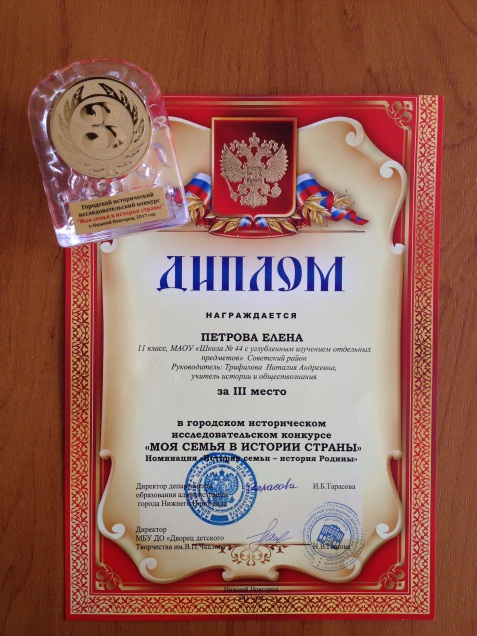 3
Городской исторический
исследовательский конкурс
"Моя семья в истории страны"
г. Нижний Новгород, 2017 год
ДИПЛОМ
НАГРАЖДАЕТСЯ
ПЕТРОВА ЕЛЕНА
11 класс, МАОУ «Школа № 44 с углубленным изучением отдельных
предметов» Советский район
Руководитель: Трифилова Наталия Андреевна,
учитель истории и обществознания
за III место
в городском историческом
исследовательском конкурсе
«МОЯ СЕМЬЯ В ИСТОРИИ СТРАНЫ»
Номинация «История семьи – история Родины»
Директор департамента
образования администрации
города Нижнего Новгорода
И.Б.Тарасова
Директор
МБУ ДО «Дворец детского
Творчества им.В.П.Чкалова»
Нижний Новгород